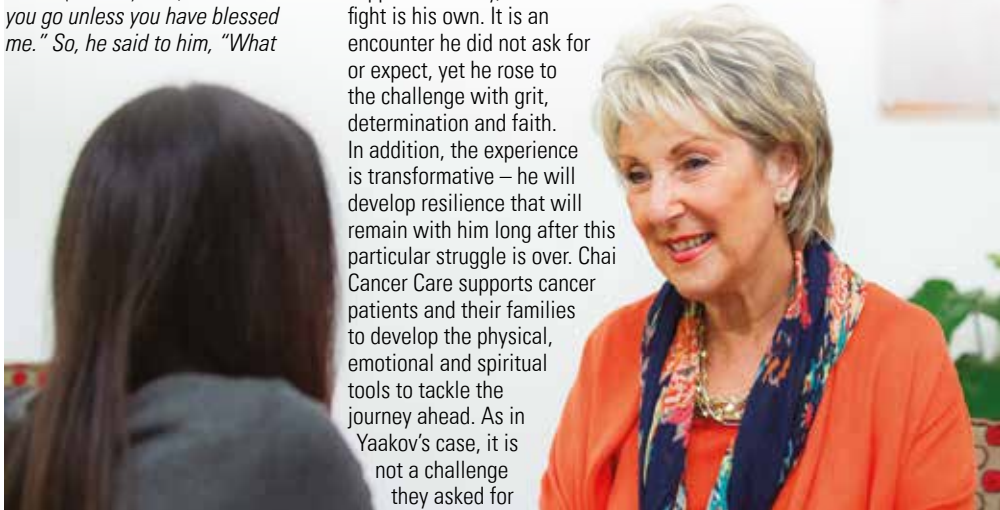 you go unless you have blessed
me.” So, he said to him, “What
fight is his own. It is an
encounter he did not ask for
or expect, yet he rose to
the challenge with grit,
determination and faith.
In addition, the experience
is transformative – he will
develop resilience that will
remain with him long after this
particular struggle is over. Chai
Cancer Care supports cancer
patients and their families
to develop the physical,
emotional and spiritual
tools to tackle the
journey ahead. As in
Yaakov’s case, it is
not a challenge
they asked for